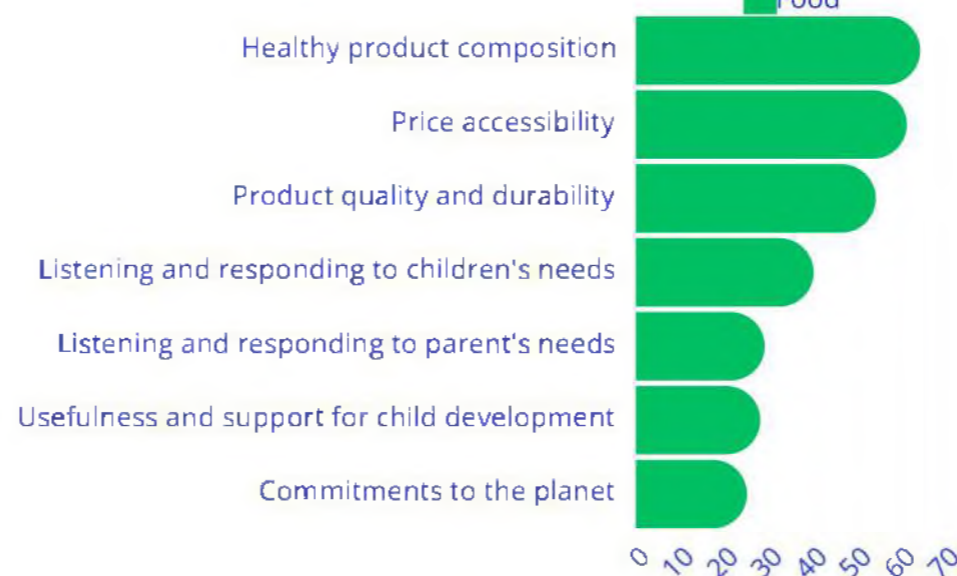 Food
Healthy product composition
Price accessibility
Product quality and durability
Listening and responding to children's needs
Listening and responding to parent's needs
Usefulness and support for child development
Commitments to the planet
0 10 20 30 40 50 60 70